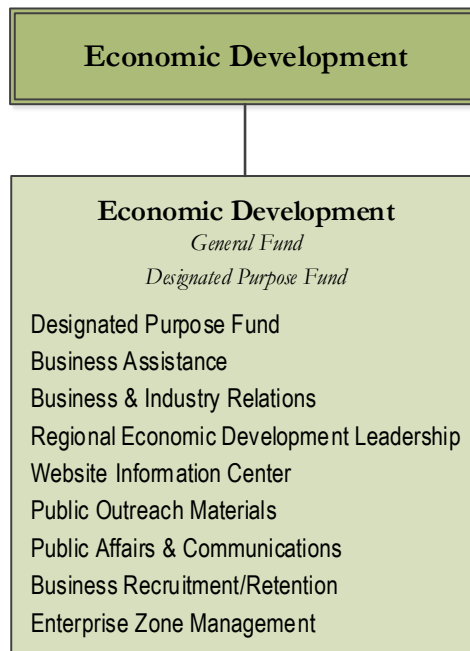 Economic Development
Economic Development
General Fund
Designated Purpose Fund
Designated Purpose Fund
Business Assistance
Business & Industry Relations
Regional Economic Development Leadership
Website Information Center
Public Outreach Materials
Public Affairs & Communications
Business Recruitment/Retention
Enterprise Zone Management